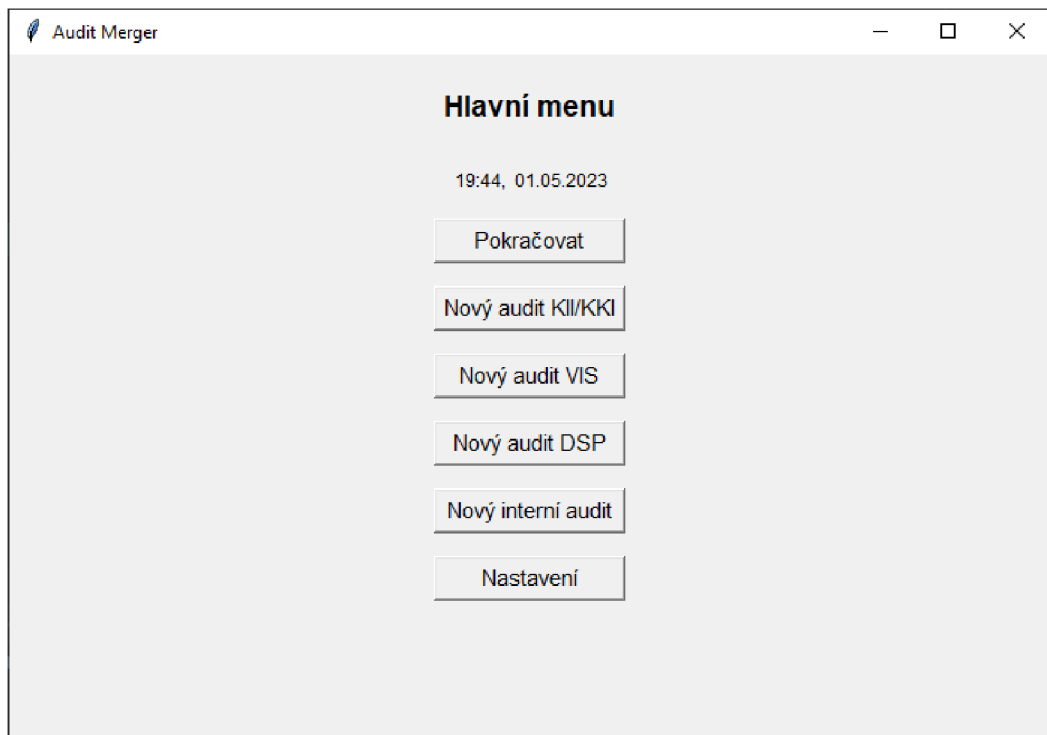 Audit Merger
Hlavní menu
19:44, 01.05.2023
Pokračovat
Nový audit KII/KKI
Nový audit VIS
Nový audit DSP
Nový interní audit
Nastavení